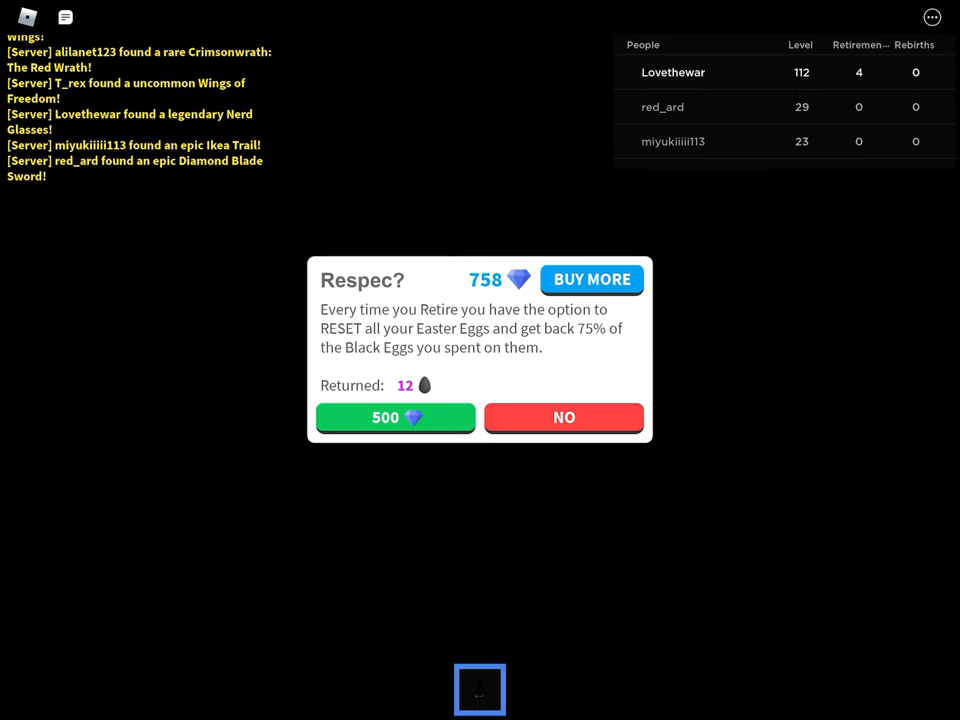 Wings!
[Server] alilanet123 found a rare Crimsonwrath:
The Red Wrath!
[Server] T_rex found a uncommon Wings of
Freedom!
[Server] Lovethewar found a legendary Nerd
Glasses!
[Server] miyukiiiii113 found an epic Ikea Trail!
[Server] red_ard found an epic Diamond Blade
Sword!
People Level Retiremen... Rebirths
Lovethewar 112 4 0
red_ard 29 0 0
miyukiiiii113 23 0 0
Respec? 758 BUY MORE
Every time you Retire you have the option to
RESET all your Easter Eggs and get back 75% of
the Black Eggs you spent on them.
Returned: 12
500 NO